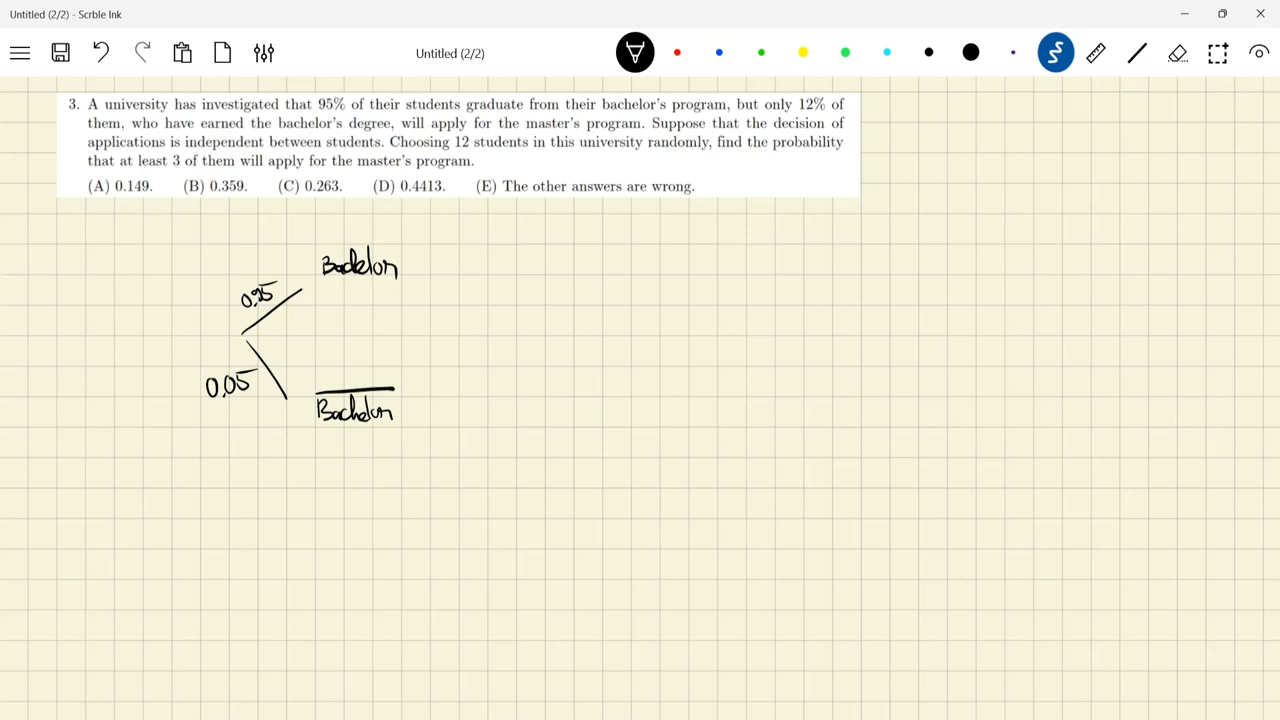 Untitled (2/2) - Scrble Ink
Untitled (2/2)
3. A university has investigated that 95% of their students graduate from their bachelor's program, but only 12% of
them, who have earned the bachelor's degree, will apply for the master's program. Suppose that the decision of
applications is independent between students. Choosing 12 students in this university randomly, find the probability
that at least 3 of them will apply for the master's program.
(A) 0.149. (B) 0.359. (C) 0.263. (D) 0.4413. (E) The other answers are wrong.
Bachelor
0.95
0.05
Bachelor